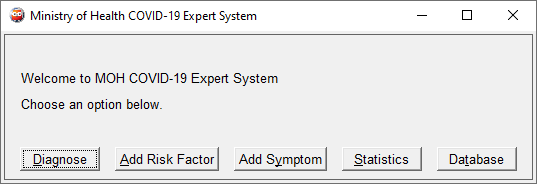 Ministry of Health COVID-19 Expert System
Welcome to MOH COVID-19 Expert System
Choose an option below.
Diagnose Add Risk Factor Add Symptom Statistics Database